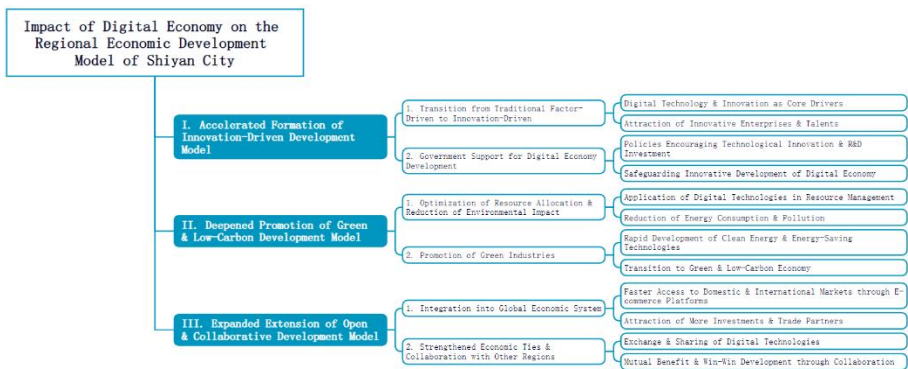 Impact of Digital Economy on the
Regional Economic Development
Model of Shiyan City
I. Accelerated Formation of
Innovation-Driven Development
Model
1. Transition from Traditional Factor-
Driven to Innovation-Driven
Digital Technology & Innovation as Core Drivers
Attraction of Innovative Enterprises & Talents
2. Government Support for Digital Economy
Development
Policies Encouraging Technological Innovation & R&D
Investment
Safeguarding Innovative Development of Digital Economy
II. Deepened Promotion of Green
& Low-Carbon Development Model
1. Optimization of Resource Allocation &
Reduction of Environmental Impact
Application of Digital Technologies in Resource Management
Reduction of Energy Consumption & Pollution
2. Promotion of Green Industries
Rapid Development of Clean Energy & Energy-Saving
Technologies
Transition to Green & Low-Carbon Economy
III. Expanded Extension of Open
& Collaborative Development Model
1. Integration into Global Economic System
Faster Access to Domestic & International Markets through E-
commerce Platforms
Attraction of More Investments & Trade Partners
2. Strengthened Economic Ties &
Collaboration with Other Regions
Exchange & Sharing of Digital Technologies
Mutual Benefit & Win-Win Development through Collaboration